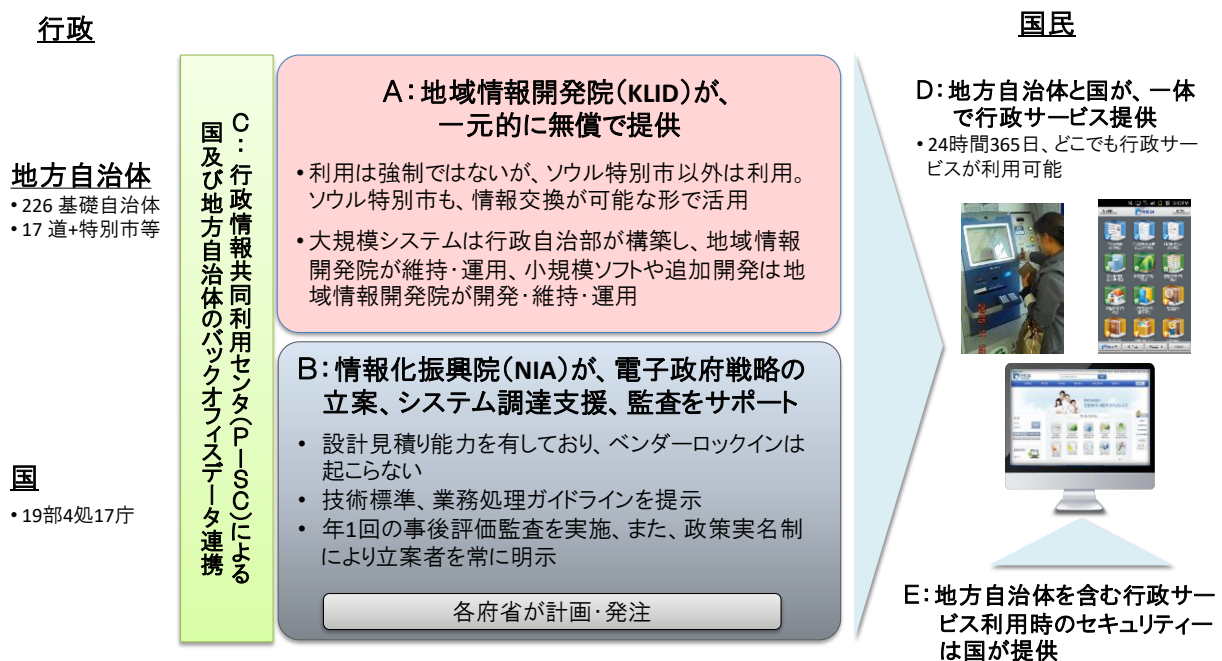 行政
国民
地方自治体
• 226 基礎自治体
• 17 道+特別市等
国
• 19部4処17庁
C：行政情報共同利用センタ（PISC）による
国及び地方自治体のバックオフィスデータ連携
A：地域情報開発院（KLID）が、
一元的に無償で提供
• 利用は強制ではないが、ソウル特別市以外は利用。
ソウル特別市も、情報交換が可能な形で活用
• 大規模システムは行政自治部が構築し、地域情報
開発院が維持・運用、小規模ソフトや追加開発は地
域情報開発院が開発・維持・運用
B：情報化振興院（NIA）が、電子政府戦略の
立案、システム調達支援、監査をサポート
• 設計見積り能力を有しており、ベンダーロックインは
起こらない
• 技術標準、業務処理ガイドラインを提示
• 年1回の事後評価監査を実施、また、政策実名制
により立案者を常に明示
各府省が計画・発注
D：地方自治体と国が、一体
で行政サービス提供
• 24時間365日、どこでも行政サー
ビスが利用可能
E：地方自治体を含む行政サー
ビス利用時のセキュリティー
は国が提供